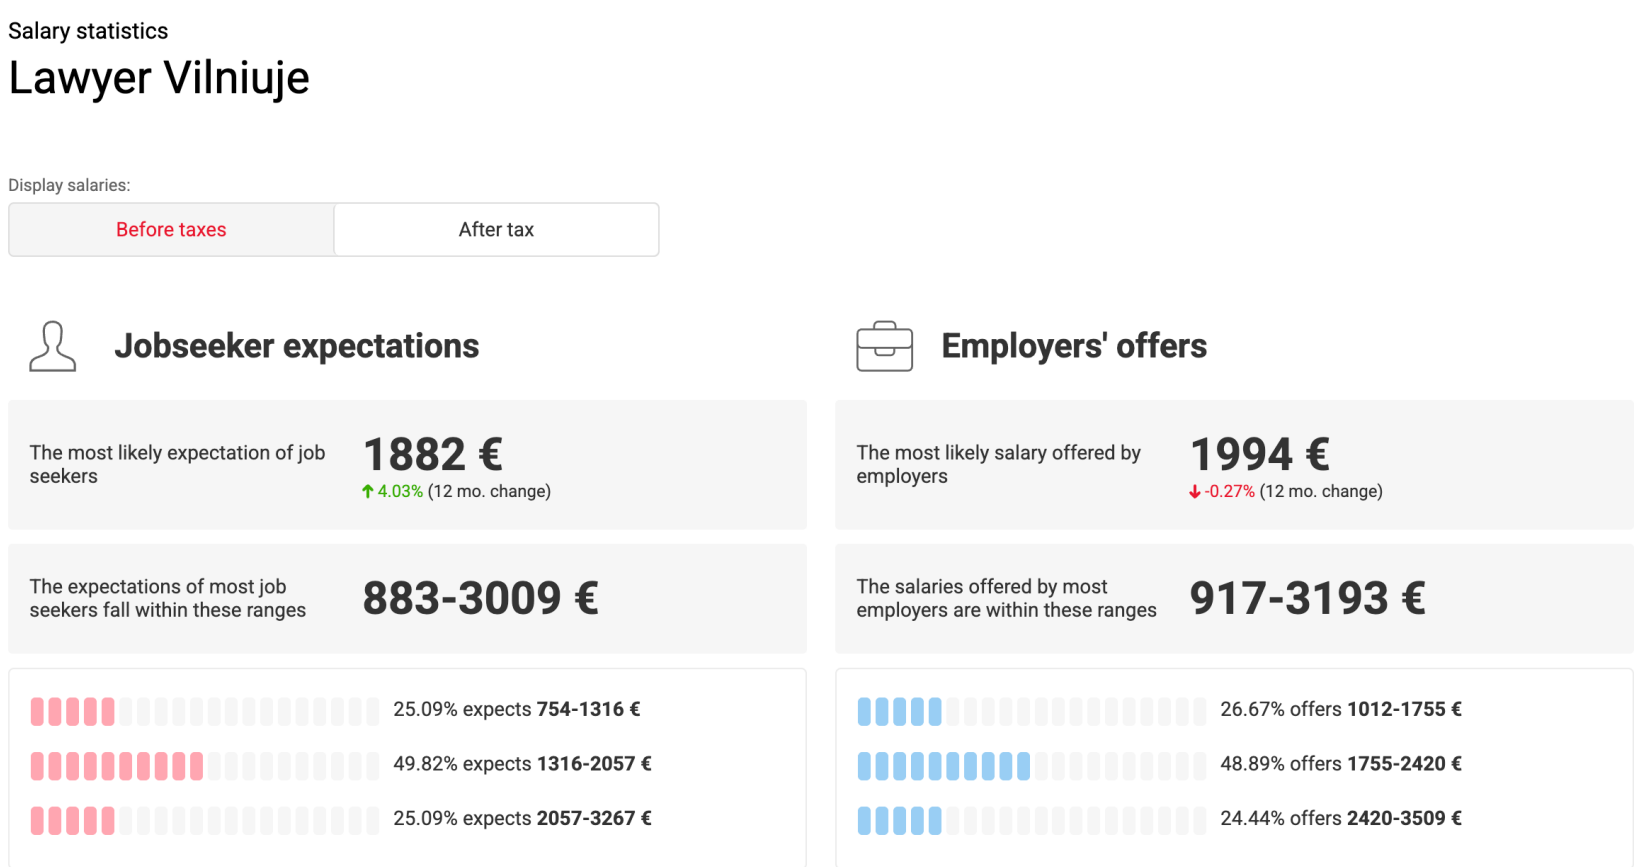 Salary statistics
Lawyer Vilniuje
Display salaries:
Before taxes
After tax
Jobseeker expectations
The most likely expectation of job
seekers
1882 €
4.03% (12 mo. change)
The expectations of most job
seekers fall within these ranges
883-3009 €
25.09% expects 754-1316 €
49.82% expects 1316-2057 €
25.09% expects 2057-3267 €
Employers' offers
The most likely salary offered by
employers
1994 €
-0.27% (12 mo. change)
The salaries offered by most
employers are within these ranges
917-3193 €
26.67% offers 1012-1755 €
48.89% offers 1755-2420 €
24.44% offers 2420-3509 €